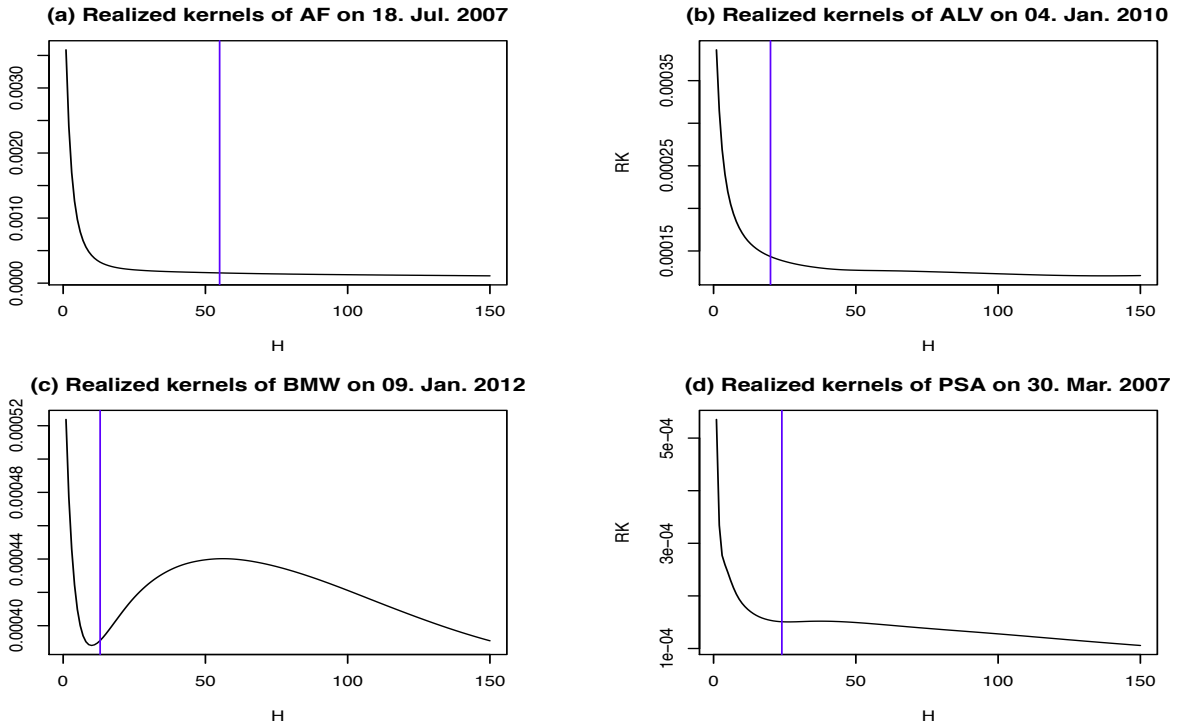 (a) Realized kernels of AF on 18. Jul. 2007
0.0000 0.0010 0.0020 0.0030
0 50 100 150
H
(b) Realized kernels of ALV on 04. Jan. 2010
RK
0.00015 0.00025 0.00035
0 50 100 150
H
(c) Realized kernels of BMW on 09. Jan. 2012
0.00040 0.00044 0.00048 0.00052
0 50 100 150
H
(d) Realized kernels of PSA on 30. Mar. 2007
RK
1e−04 3e−04 5e−04
0 50 100 150
H